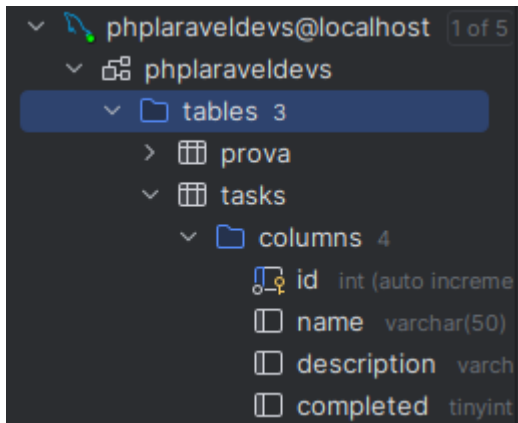 phplaraveldevs@localhost 1 of 5
phplaraveldevs
tables 3
prova
tasks
columns 4
id int (auto increme
name varchar(50)
description varch
completed tinyint